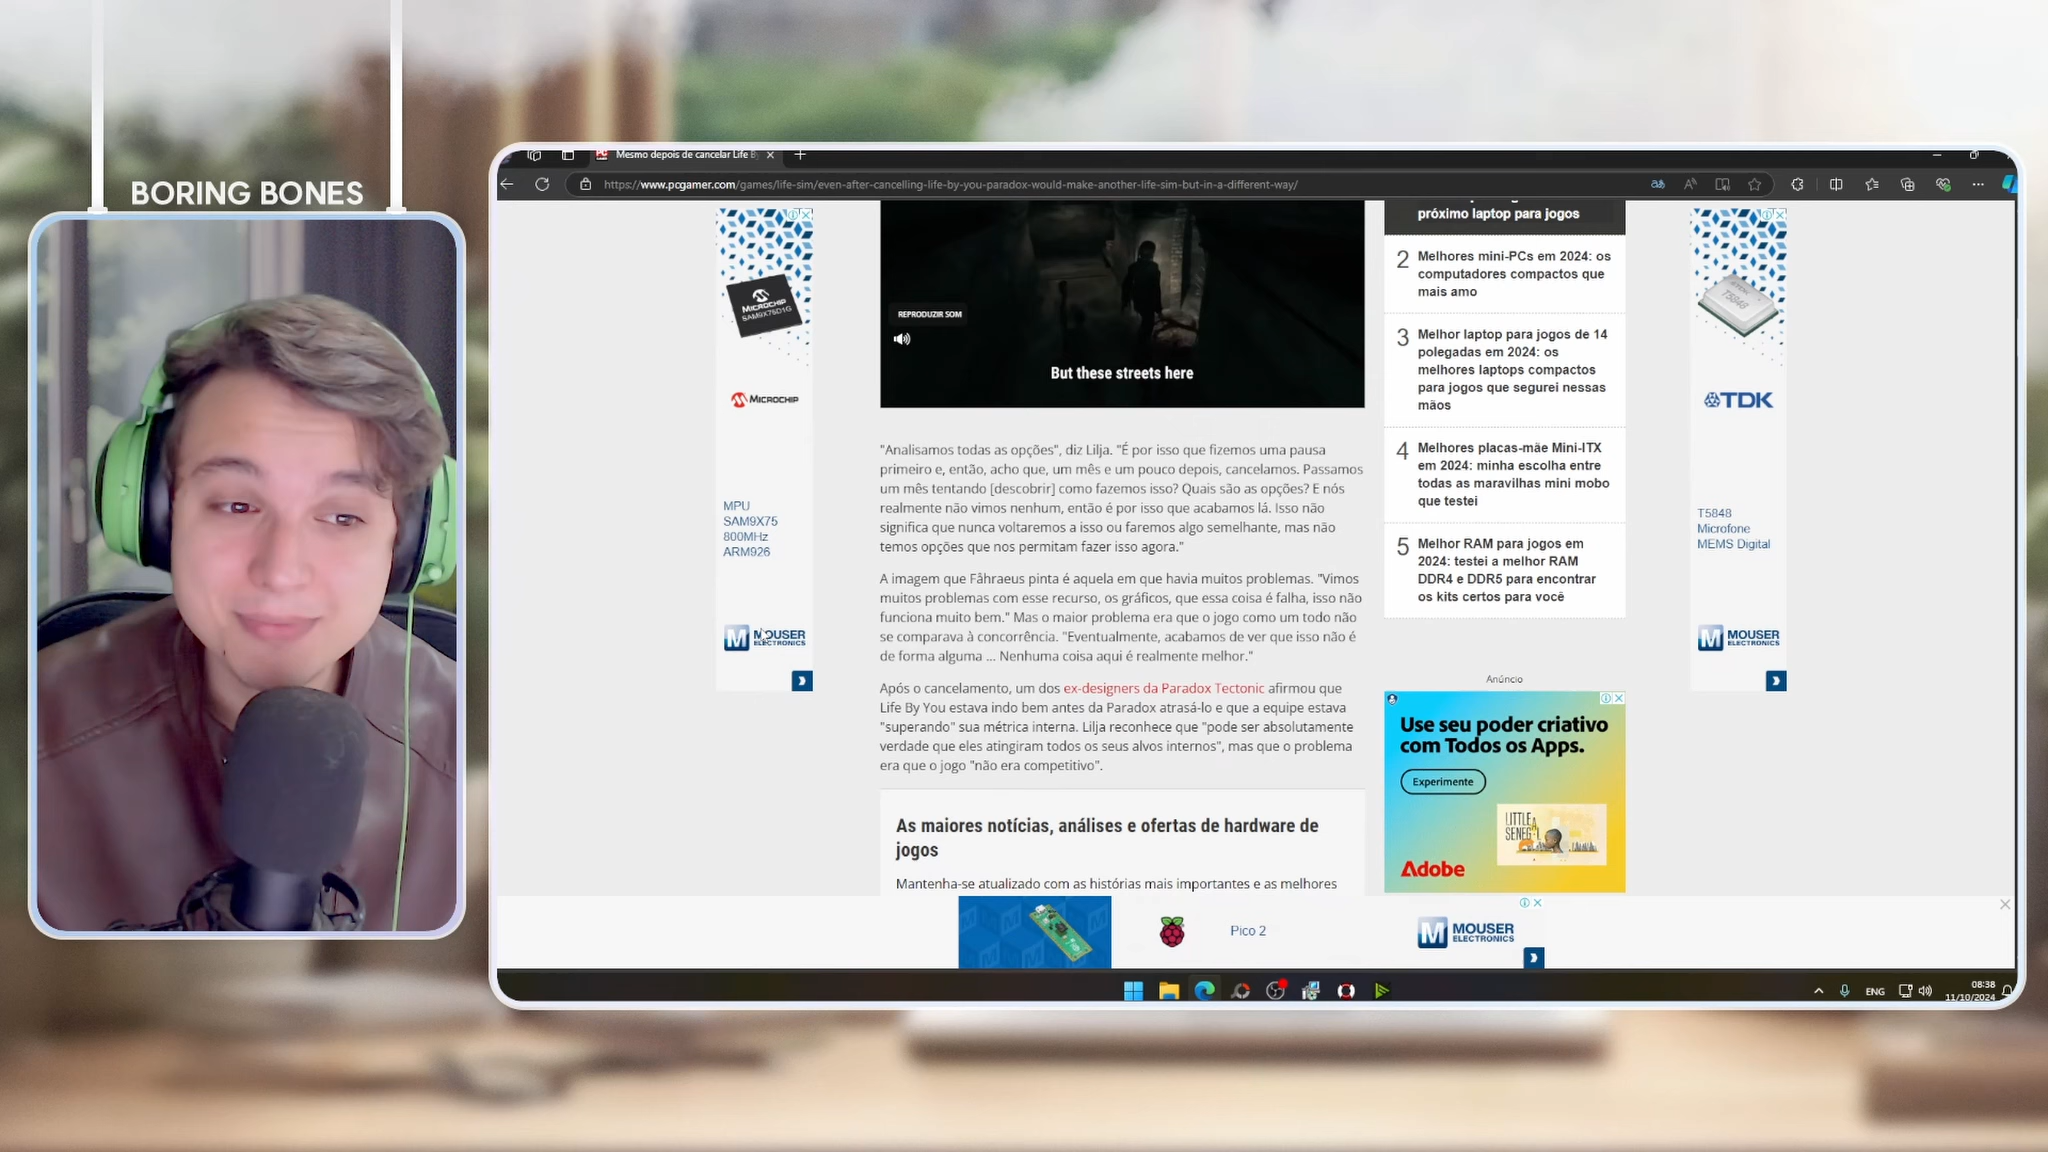 BORING BONES
Mesmo depois de cancelar Life B
https://www.pcgamer.com/games/life-sim/even-after-cancelling-life-by-you-paradox-would-make-another-life-sim-but-in-a-different-way/
MICROCHIP
SAM9X75D1G
MICROCHIP
MPU
SAM9X75
800MHz
ARM926
MOUSER
ELECTRONICS
REPRODUZIR SOM
But these streets here
"Analisamos todas as opções", diz Lilja. "É por isso que fizemos uma pausa
primeiro e, então, acho que, um mês e um pouco depois, cancelamos. Passamos
um mês tentando [descobrir] como fazemos isso? Quais são as opções? E nós
realmente não vimos nenhum, então é por isso que acabamos lá. Isso não
significa que nunca voltaremos a isso ou faremos algo semelhante, mas não
temos opções que nos permitam fazer isso agora."
A imagem que Fåhraeus pinta é aquela em que havia muitos problemas. "Vimos
muitos problemas com esse recurso, os gráficos, que essa coisa é falha, isso não
funciona muito bem." Mas o maior problema era que o jogo como um todo não
se comparava à concorrência. "Eventualmente, acabamos de ver que isso não é
de forma alguma ... Nenhuma coisa aqui é realmente melhor."
Após o cancelamento, um dos ex-designers da Paradox Tectonic afirmou que
Life By You estava indo bem antes da Paradox atrasá-lo e que a equipe estava
"superando" sua métrica interna. Lilja reconhece que "pode ser absolutamente
verdade que eles atingiram todos os seus alvos internos", mas que o problema
era que o jogo "não era competitivo".
As maiores notícias, análises e ofertas de hardware de
jogos
Mantenha-se atualizado com as histórias mais importantes e as melhores
próximo laptop para jogos
2 Melhores mini-PCs em 2024: os
computadores compactos que
mais amo
3 Melhor laptop para jogos de 14
polegadas em 2024: os
melhores laptops compactos
para jogos que segurei nessas
mãos
4 Melhores placas-mãe Mini-ITX
em 2024: minha escolha entre
todas as maravilhas mini mobo
que testei
5 Melhor RAM para jogos em
2024: testei a melhor RAM
DDR4 e DDR5 para encontrar
os kits certos para você
Anúncio
Use seu poder criativo
com Todos os Apps.
Experimente
LITTLE
SENEG
Adobe
TDK
T5848
TDK
T5848
Microfone
MEMS Digital
MOUSER
ELECTRONICS
Pico 2
MOUSER
ELECTRONICS
ENG
08:38
11/10/2024